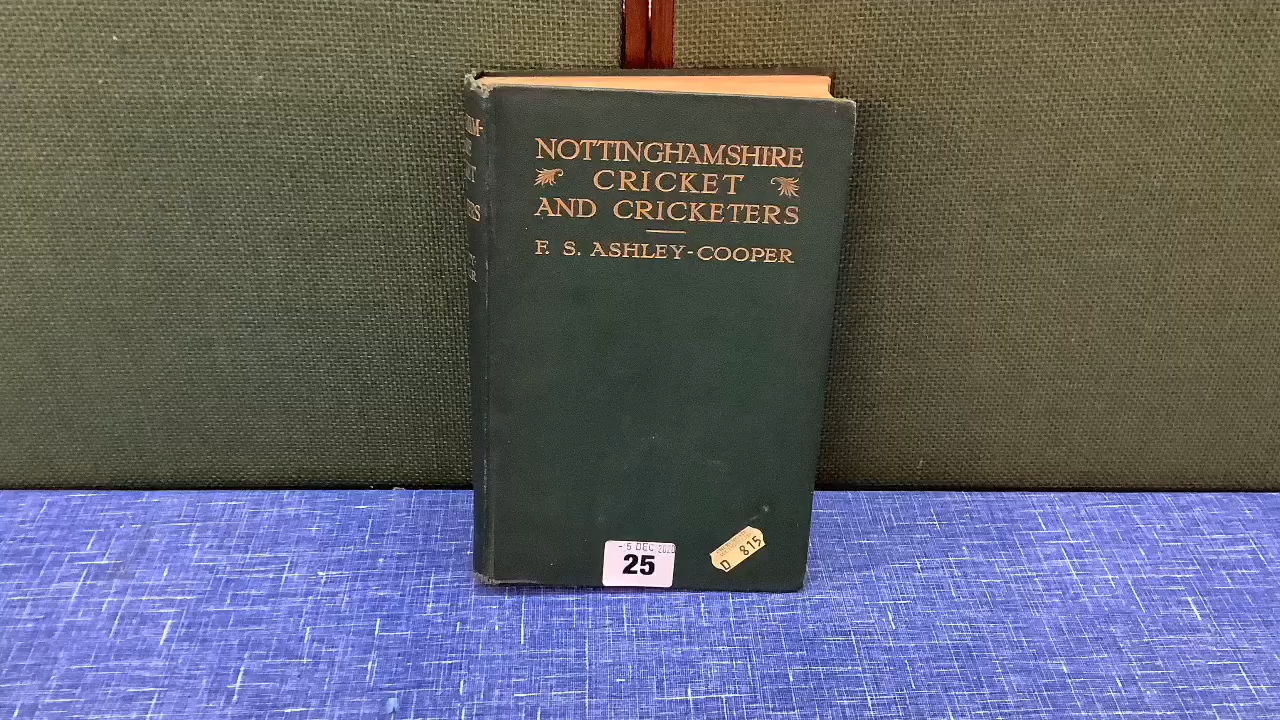 NOTTINGHAMSHIRE
CRICKET
AND CRICKETERS
F. S. ASHLEY-COOPER
- 5 DEC 2020
25
D 815